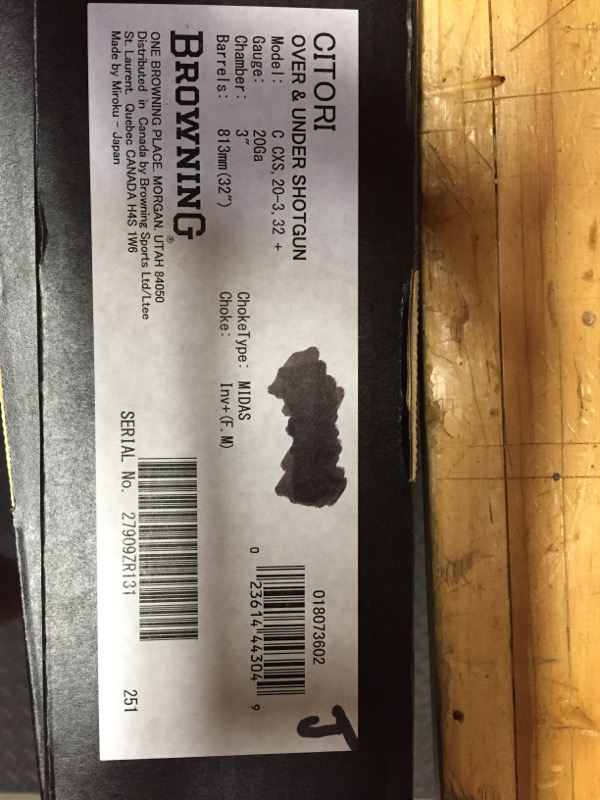 CITORI
OVER & UNDER SHOTGUN
Model: C CXS, 20-3, 32 +
Gauge: 20Ga
Chamber: 3"
Barrels: 813mm(32")
ChokeType: MIDAS
Choke: Inv+(F.M)
BROWNING®
ONE BROWNING PLACE, MORGAN, UTAH 84050
Distributed in Canada by Browning Sports Ltd/Ltee
St. Laurent. Quebec CANADA H4S 1W6
Made by Miroku - Japan
018073602
0 23614 44304 9
J
SERIAL No. 27909ZR131
251